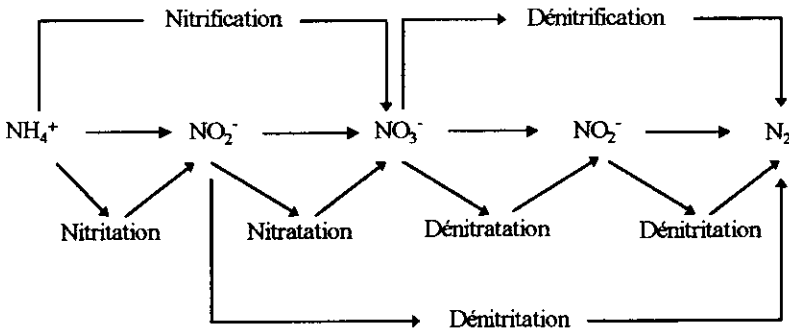 Nitrification Dénitrification
NH₄⁺ NO₂⁻ NO₃⁻ NO₂⁻ N₂
Nitritation Nitratation Dénitratation Dénitritation
Dénitritation